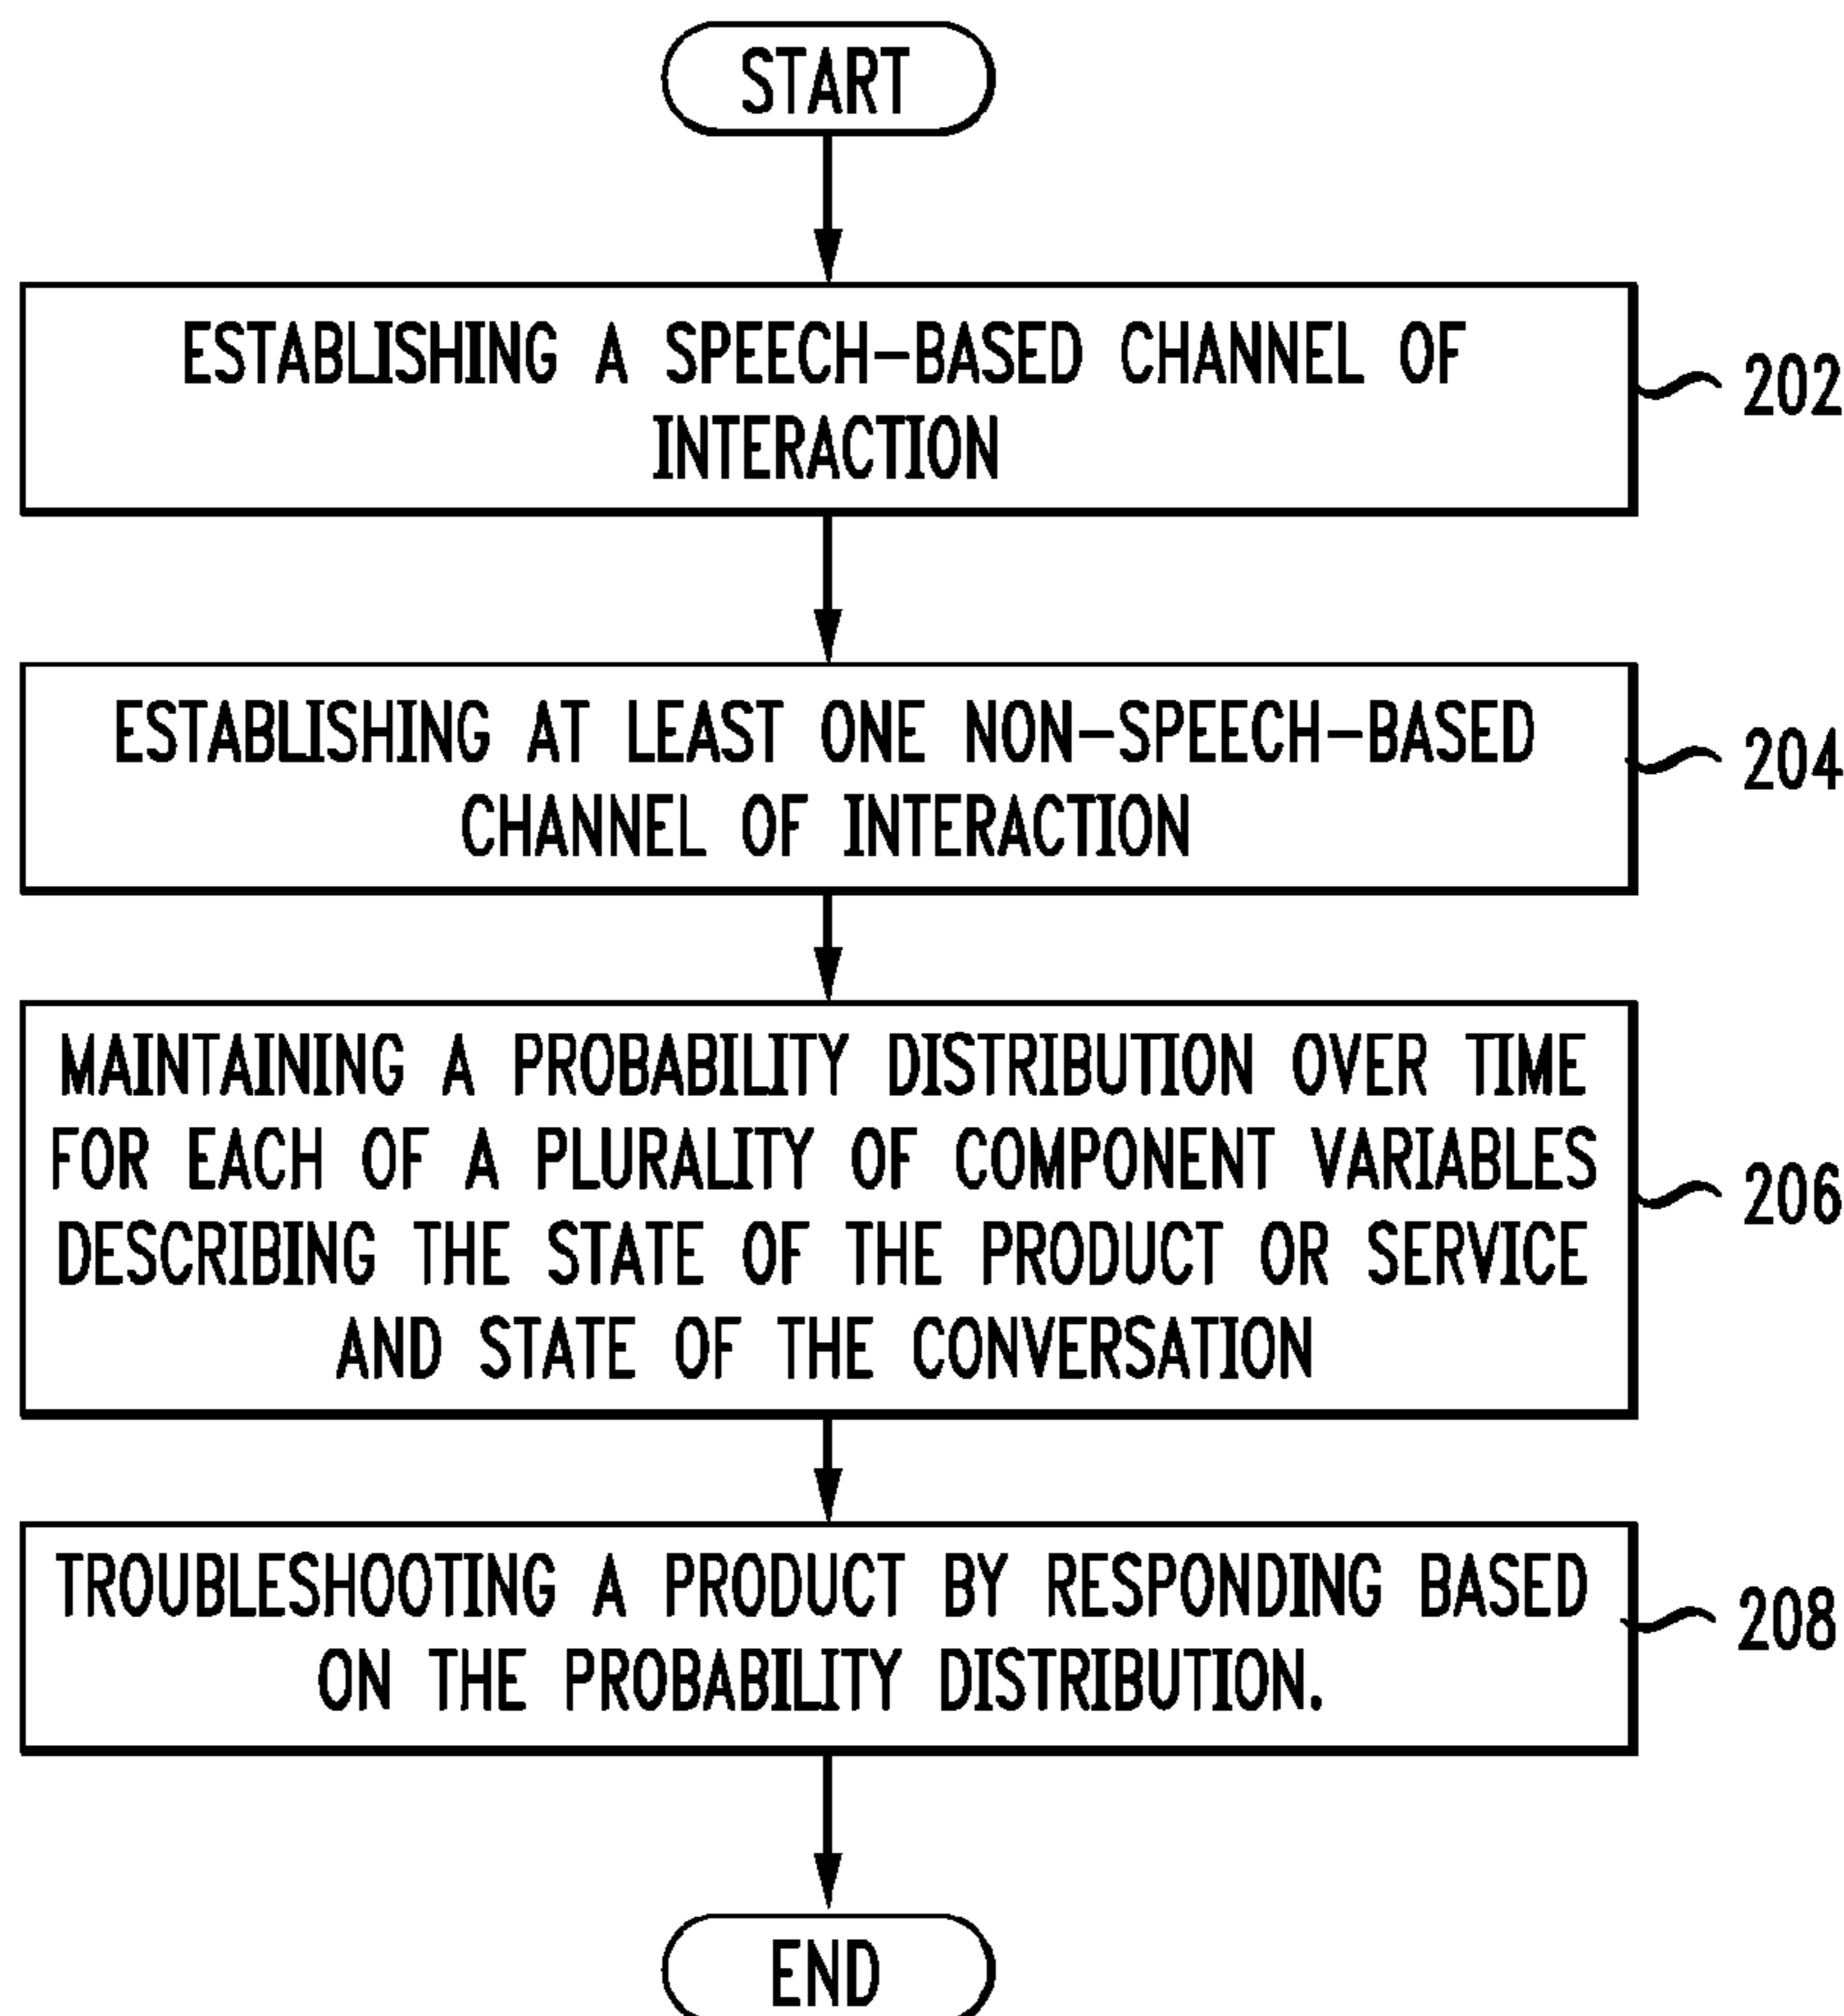 START
ESTABLISHING A SPEECH-BASED CHANNEL OF
INTERACTION
202
ESTABLISHING AT LEAST ONE NON-SPEECH-BASED
CHANNEL OF INTERACTION
204
MAINTAINING A PROBABILITY DISTRIBUTION OVER TIME
FOR EACH OF A PLURALITY OF COMPONENT VARIABLES
DESCRIBING THE STATE OF THE PRODUCT OR SERVICE
AND STATE OF THE CONVERSATION
206
TROUBLESHOOTING A PRODUCT BY RESPONDING BASED
ON THE PROBABILITY DISTRIBUTION.
208
END